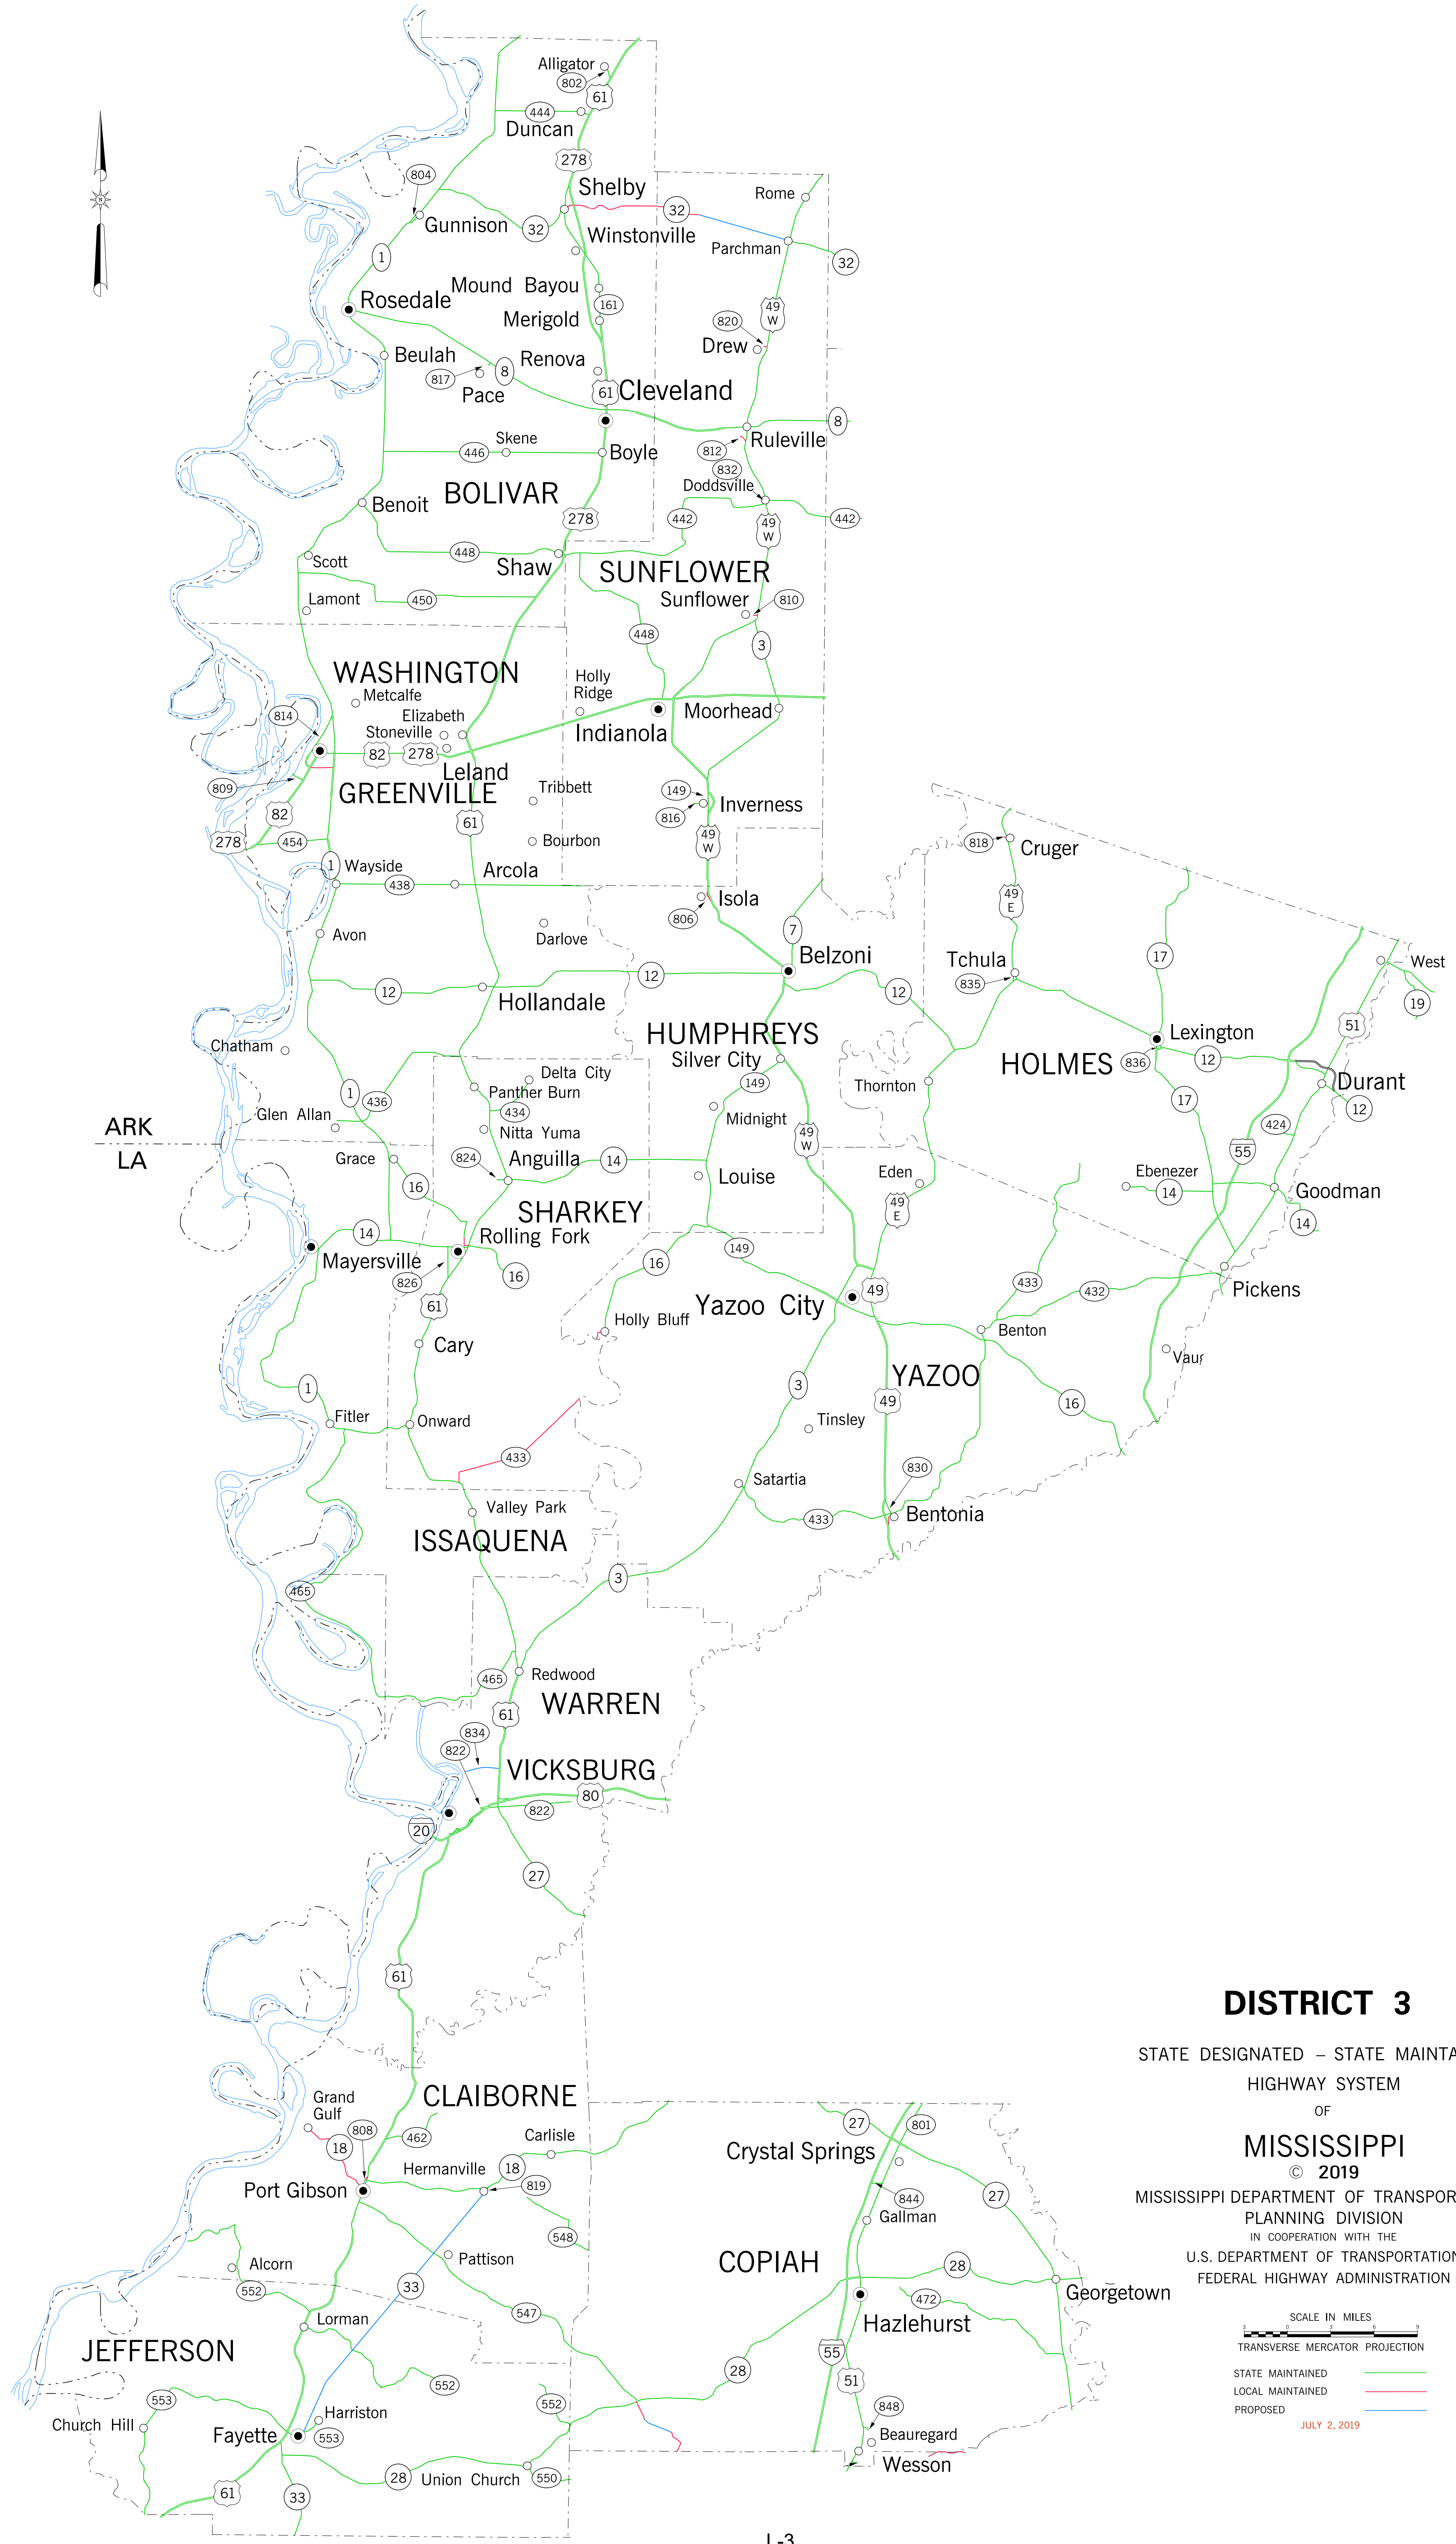 Alligator
802
61
444
Duncan
278
804
Shelby
Rome
32
Gunnison
32
Winstonville
Parchman
32
1
Mound Bayou
161
Rosedale
Merigold
49
W
820
Drew
Beulah
Renova
817
8
Pace
61
Cleveland
8
Skene
446
Boyle
812
Ruleville
832
Doddsville
BOLIVAR
Benoit
278
442
49
W
442
448
Scott
Shaw
SUNFLOWER
Lamont
450
Sunflower
810
448
3
WASHINGTON
Holly
Ridge
Metcalfe
814
Elizabeth
Moorhead
Stoneville
Indianola
82
278
Leland
809
GREENVILLE
Tribbett
149
Inverness
816
82
61
278
454
Bourbon
49
W
818
Cruger
1
Wayside
Arcola
438
49
E
Isola
806
Avon
Darlove
7
Belzoni
17
Tchula
West
12
12
835
12
19
Hollandale
51
HUMPHREYS
Lexington
Chatham
Silver City
HOLMES
836
12
Delta City
Thornton
Durant
1
436
Panther Burn
149
17
12
Glen Allan
434
Midnight
424
ARK
Nitta Yuma
49
W
55
LA
Grace
824
Anguilla
14
Eden
Ebenezer
16
Louise
14
Goodman
SHARKEY
49
E
14
14
Rolling Fork
149
Mayersville
16
16
826
433
432
Pickens
61
Yazoo City
49
Holly Bluff
Benton
Cary
Vau
YAZOO
1
3
49
16
Fitler
Onward
Tinsley
433
830
Satartia
Valley Park
Bentonia
433
ISSAQUENA
3
465
465
Redwood
WARREN
61
834
822
VICKSBURG
80
822
20
27
61
DISTRICT 3
STATE DESIGNATED – STATE MAINTA
HIGHWAY SYSTEM
OF
MISSISSIPPI
© 2019
MISSISSIPPI DEPARTMENT OF TRANSPOR
PLANNING DIVISION
IN COOPERATION WITH THE
U.S. DEPARTMENT OF TRANSPORTATION
FEDERAL HIGHWAY ADMINISTRATION
CLAIBORNE
Grand
Gulf
808
27
801
462
18
Carlisle
Crystal Springs
Hermanville
18
819
Port Gibson
844
27
Gallman
548
Alcorn
Pattison
COPIAH
28
552
33
Georgetown
472
547
Lorman
Hazlehurst
JEFFERSON
55
28
51
552
553
552
848
Church Hill
Harriston
Fayette
553
Beauregard
Wesson
28
Union Church
550
61
33
SCALE IN MILES
3 0 3 6 9
TRANSVERSE MERCATOR PROJECTION
STATE MAINTAINED
LOCAL MAINTAINED
PROPOSED
JULY 2, 2019
L-3